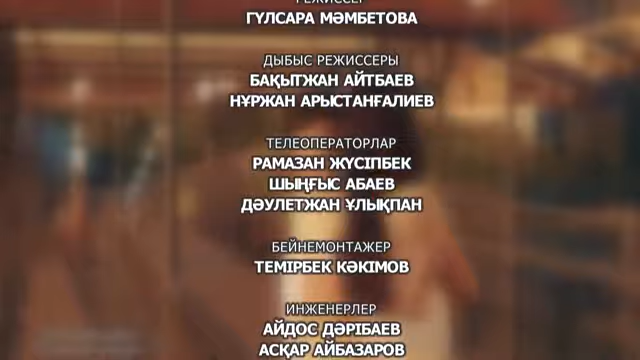 РЕЖИССЕР
ГҮЛСАРА МӘМБЕТОВА
ДЫБЫС РЕЖИССЕРЫ
БАҚЫТЖАН АЙТБАЕВ
НҰРЖАН АРЫСТАНҒАЛИЕВ
ТЕЛЕОПЕРАТОРЛАР
РАМАЗАН ЖҮСІПБЕК
ШЫҢҒЫС АБАЕВ
ДӘУЛЕТЖАН ҰЛЫҚПАН
БЕЙНЕМОНТАЖЕР
ТЕМІРБЕК КӘКІМОВ
ИНЖЕНЕРЛЕР
АЙДОС ДӘРІБАЕВ
АСҚАР АЙБАЗАРОВ